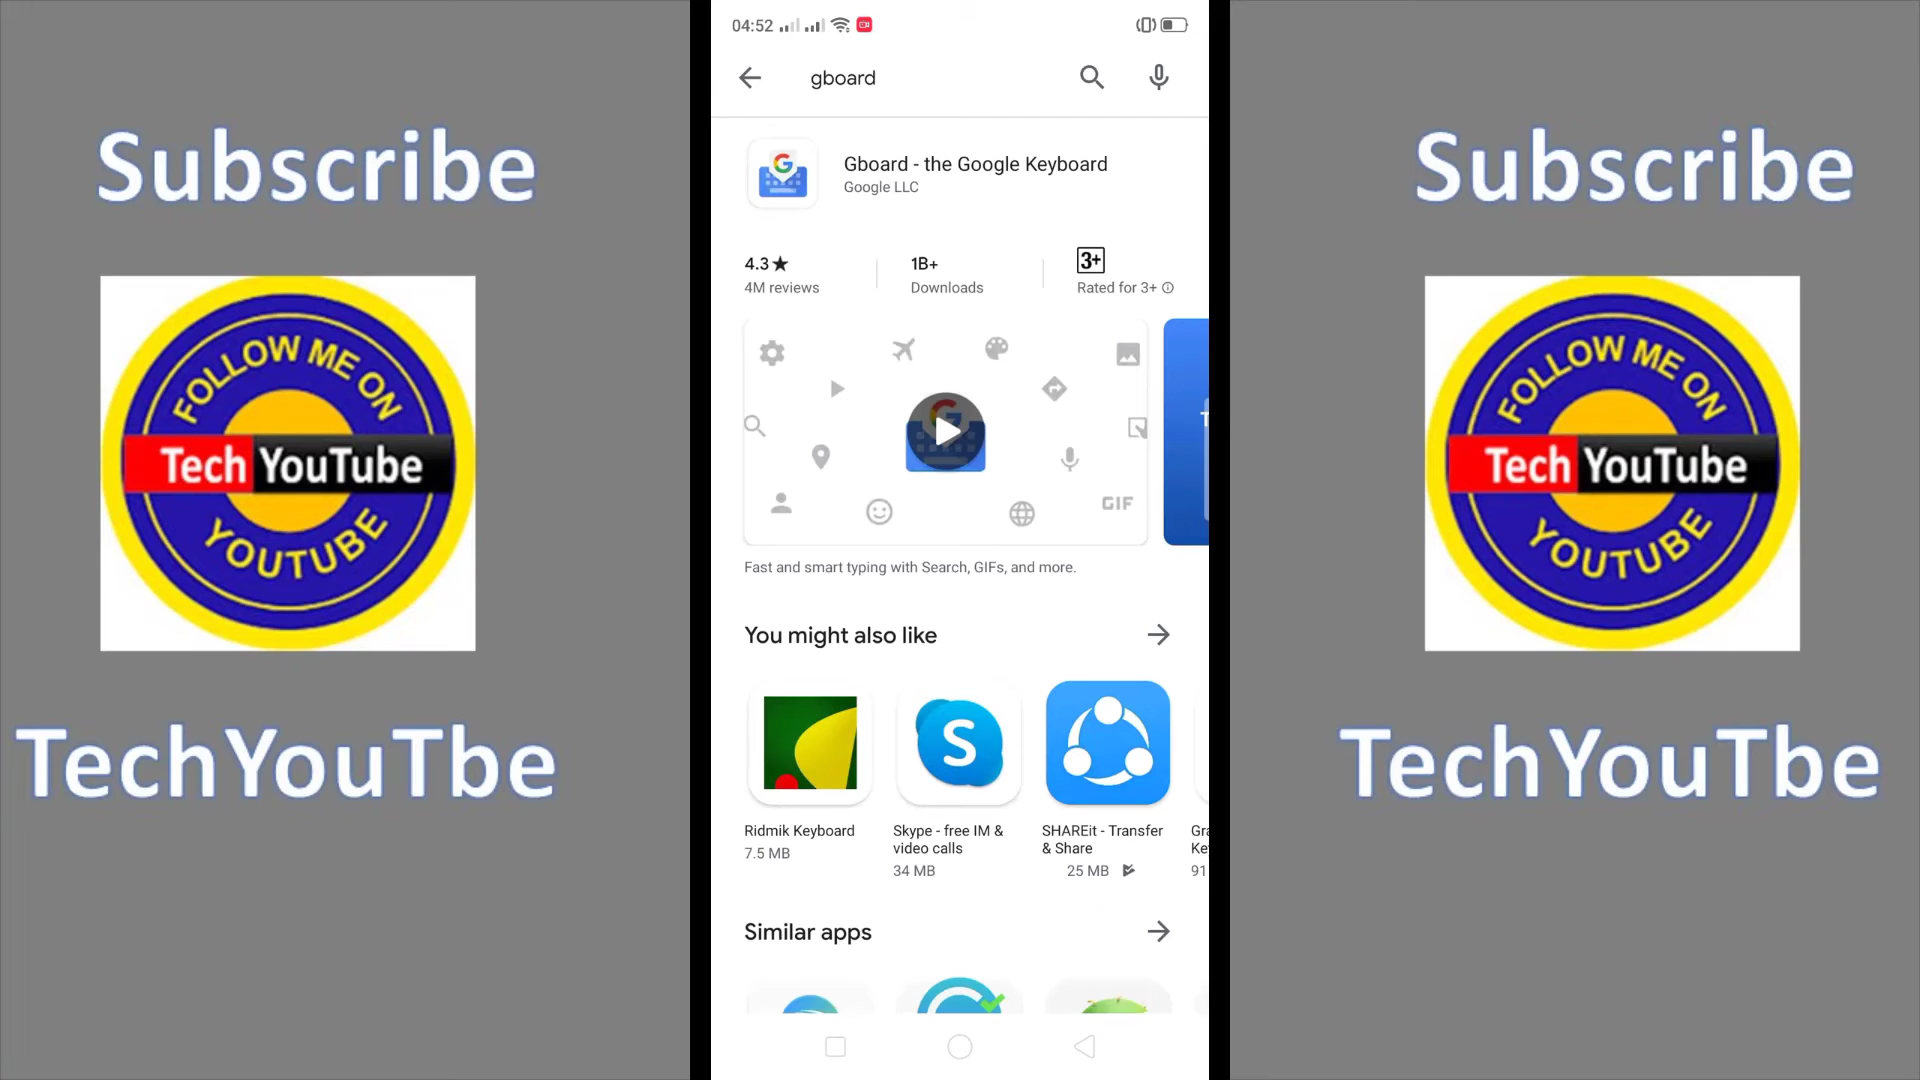 Subscribe
FOLLOW ME ON
Tech YouTube
YOUTUBE
TechYouTbe
04:52
gboard
Gboard - the Google Keyboard
Google LLC
4.3★
4M reviews
1B+
Downloads
3+
Rated for 3+
GIF
T
Fast and smart typing with Search, GIFs, and more.
You might also like
Ridmik Keyboard
7.5 MB
Skype - free IM &
video calls
34 MB
SHAREit - Transfer
& Share
25 MB
Gra
Ke
91
Similar apps
Subscribe
FOLLOW ME ON
Tech YouTube
YOUTUBE
TechYouTbe